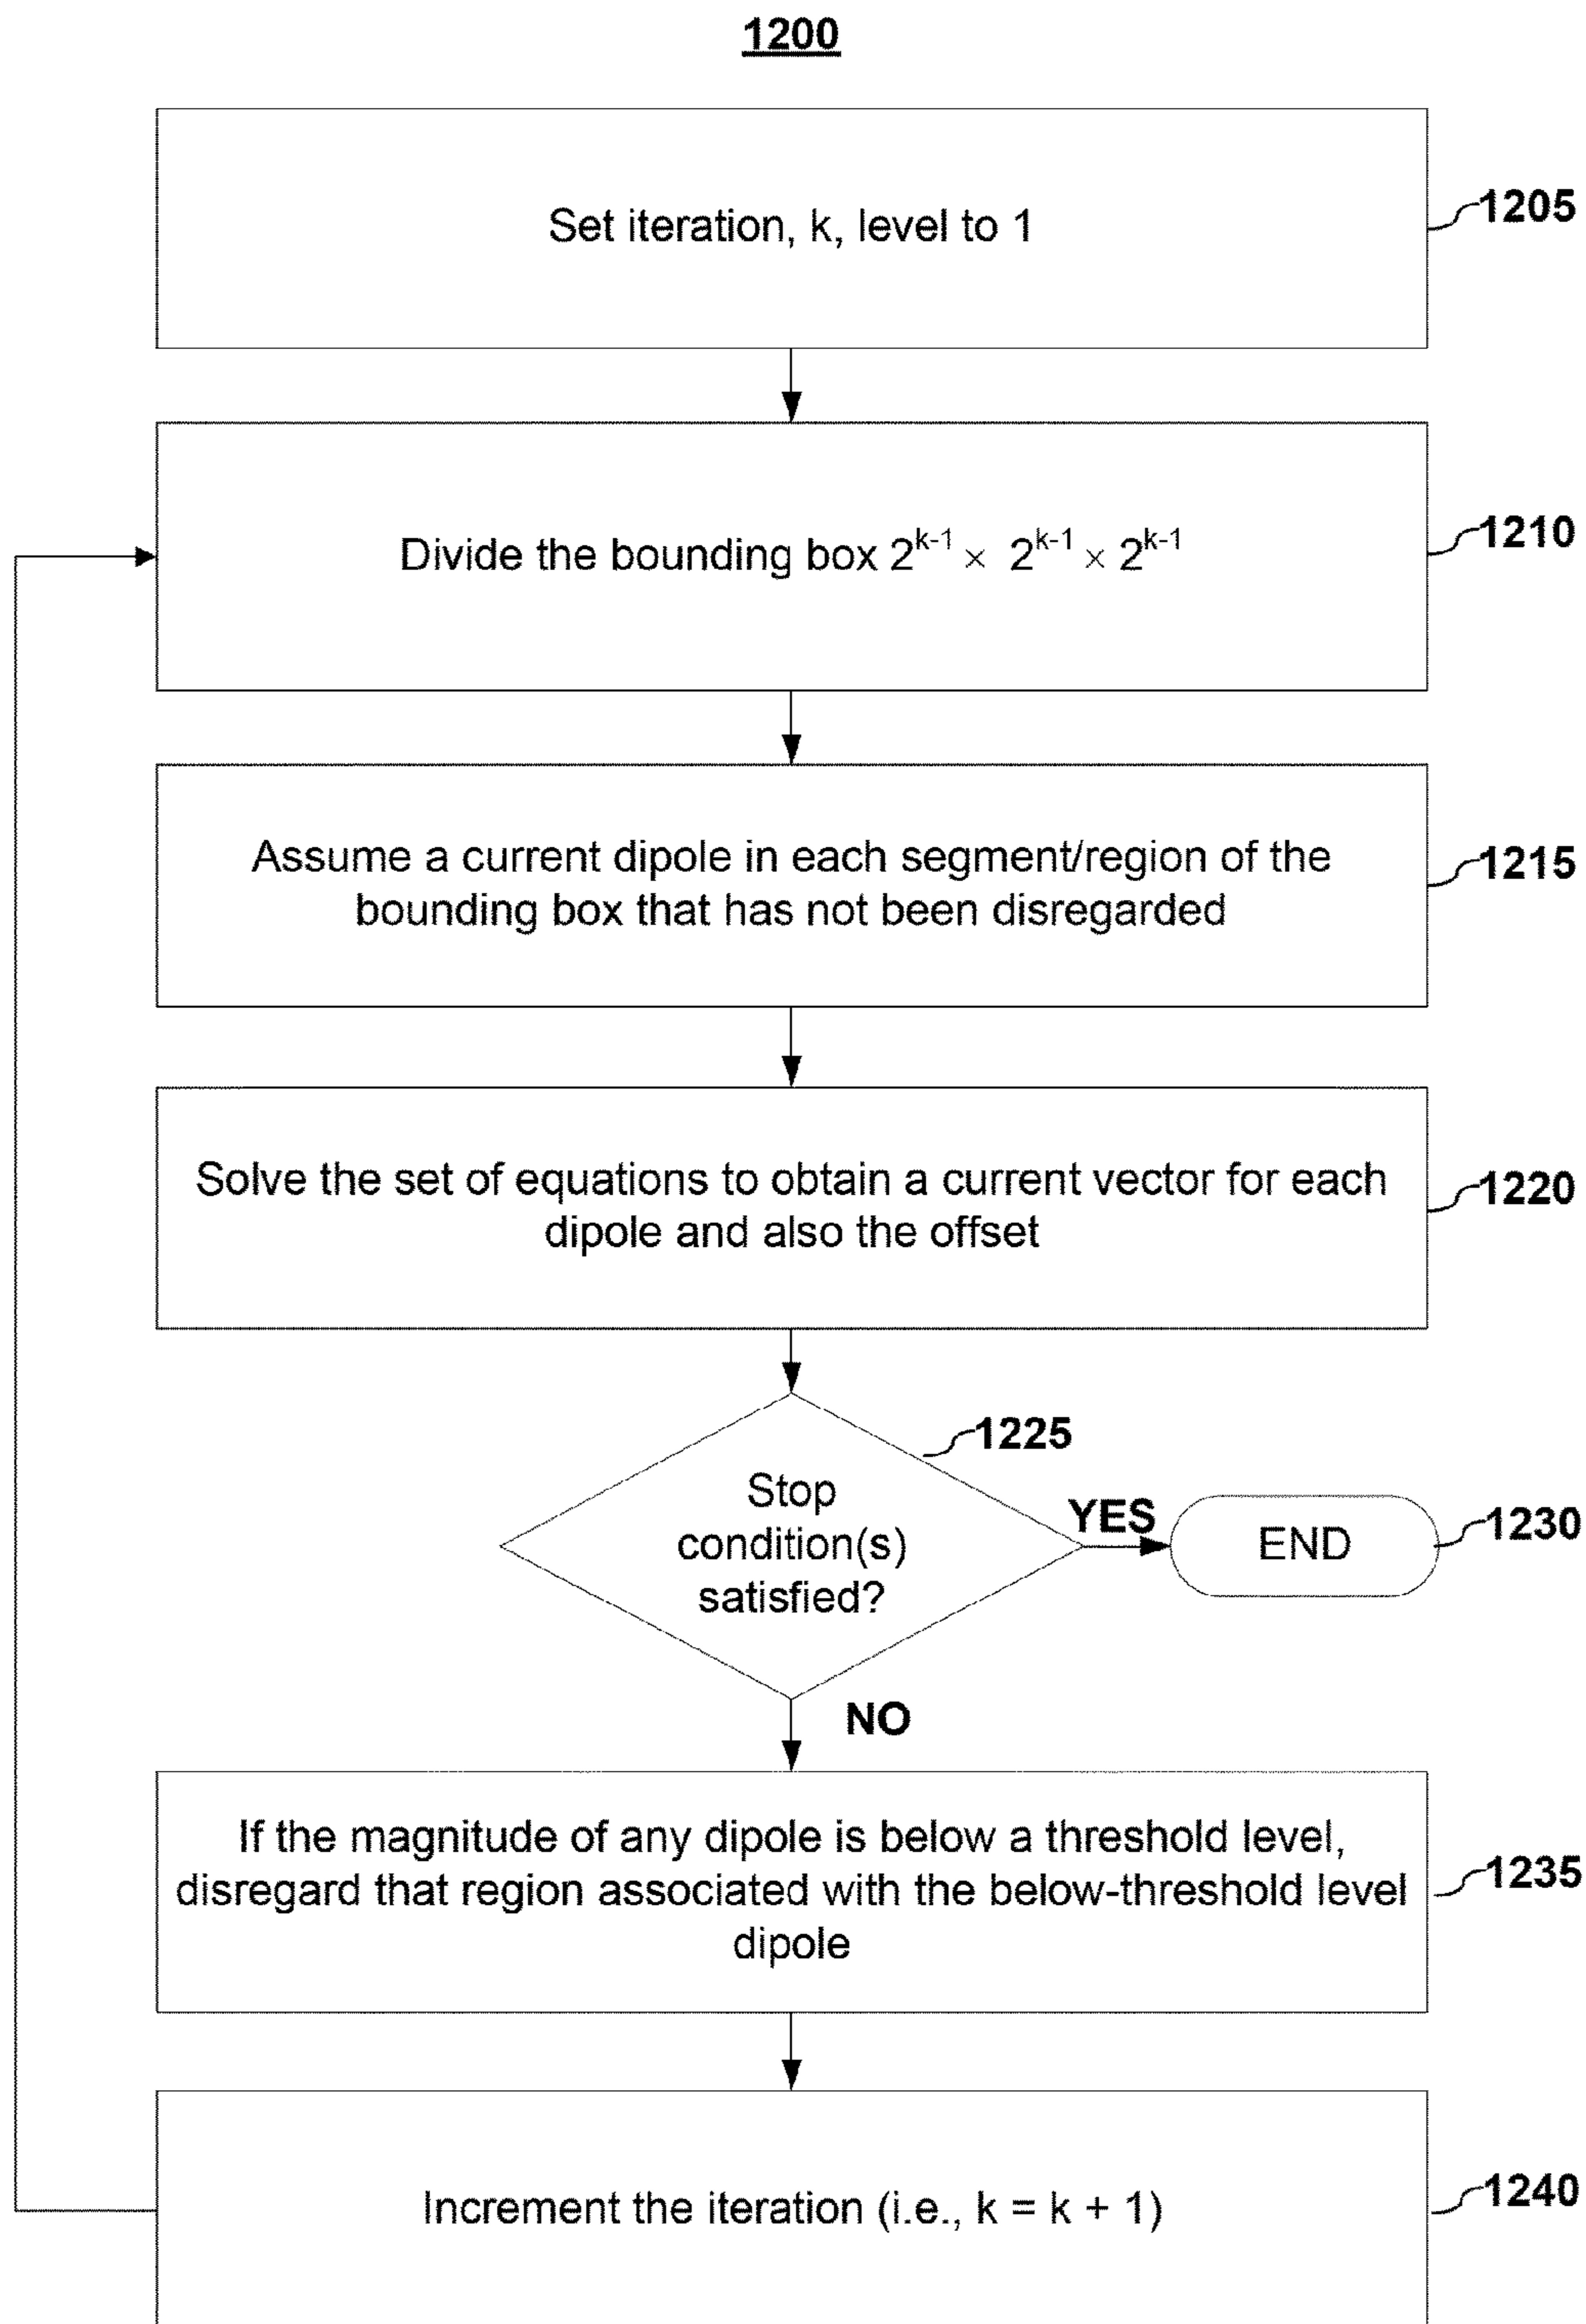 1200
Set iteration, k, level to 1
1205
Divide the bounding box 2^{k-1} × 2^{k-1} × 2^{k-1}
1210
Assume a current dipole in each segment/region of the
bounding box that has not been disregarded
1215
Solve the set of equations to obtain a current vector for each
dipole and also the offset
1220
1225
Stop
condition(s)
satisfied?
YES
END
1230
NO
If the magnitude of any dipole is below a threshold level,
disregard that region associated with the below-threshold level
dipole
1235
Increment the iteration (i.e., k = k + 1)
1240